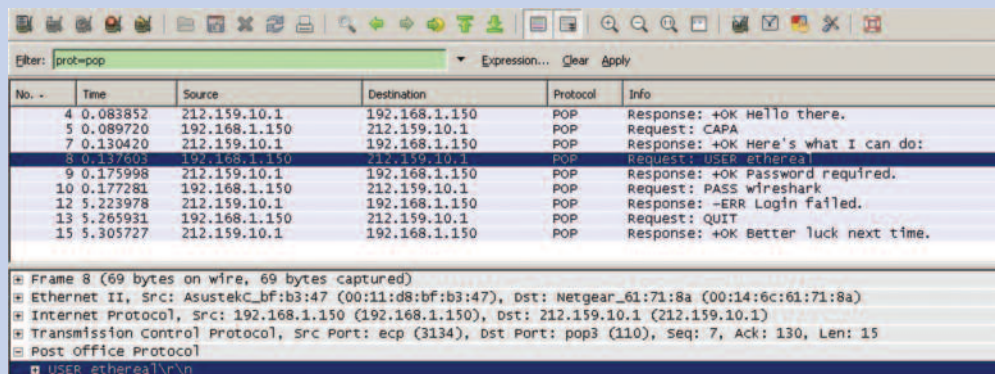 Filter: prot=pop Expression... Clear Apply
No. - Time Source Destination Protocol Info
4 0.083852 212.159.10.1 192.168.1.150 POP Response: +OK Hello there.
5 0.089720 192.168.1.150 212.159.10.1 POP Request: CAPA
7 0.130420 212.159.10.1 192.168.1.150 POP Response: +OK Here's what I can do:
8 0.137603 192.168.1.150 212.159.10.1 POP Request: USER ethereal
9 0.175998 212.159.10.1 192.168.1.150 POP Response: +OK Password required.
10 0.177281 192.168.1.150 212.159.10.1 POP Request: PASS wireshark
12 5.223978 212.159.10.1 192.168.1.150 POP Response: -ERR Login failed.
13 5.265931 192.168.1.150 212.159.10.1 POP Request: QUIT
15 5.305727 212.159.10.1 192.168.1.150 POP Response: +OK Better luck next time.
Frame 8 (69 bytes on wire, 69 bytes captured)
Ethernet II, Src: AsustekC_bf:b3:47 (00:11:d8:bf:b3:47), Dst: Netgear_61:71:8a (00:14:6c:61:71:8a)
Internet Protocol, Src: 192.168.1.150 (192.168.1.150), Dst: 212.159.10.1 (212.159.10.1)
Transmission Control Protocol, Src Port: ecp (3134), Dst Port: pop3 (110), Seq: 7, Ack: 130, Len: 15
Post Office Protocol
USER ethereal\r\n